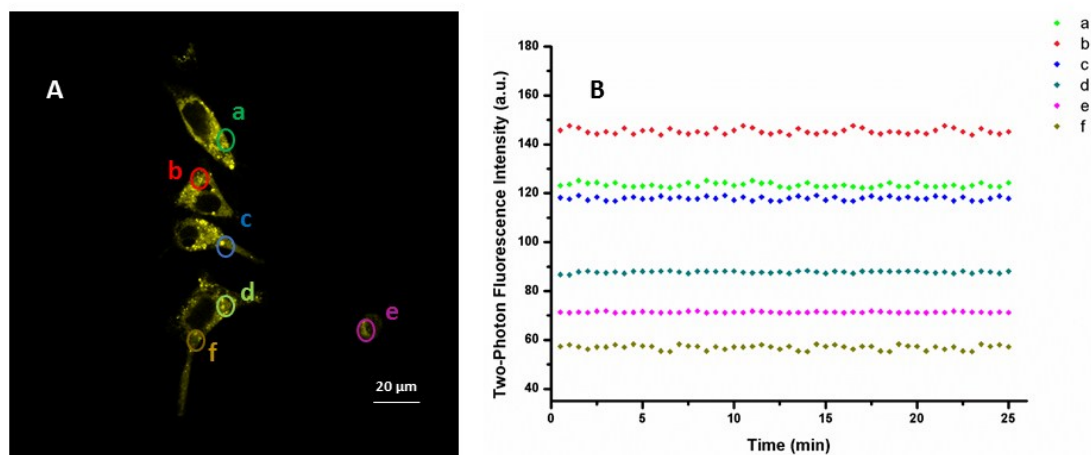 A
a
b
c
d
e
f
20 μm
B
Two-Photon Fluorescence Intensity (a.u.)
180
160
140
120
100
80
60
40
0 5 10 15 20 25
Time (min)
a
b
c
d
e
f